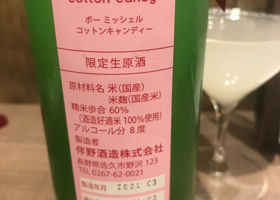 cotton candy
ボー ミッシェル
コットンキャンディー
限定生原酒
原材料名 米(国産)
米麹(国産米)
精米歩合 60%
(酒造好適米 100%使用)
アルコール分 8 度
製造者
伴野酒造株式会社
長野県佐久市野沢 123
TEL 0267-62-0021
製造年月 2021.03